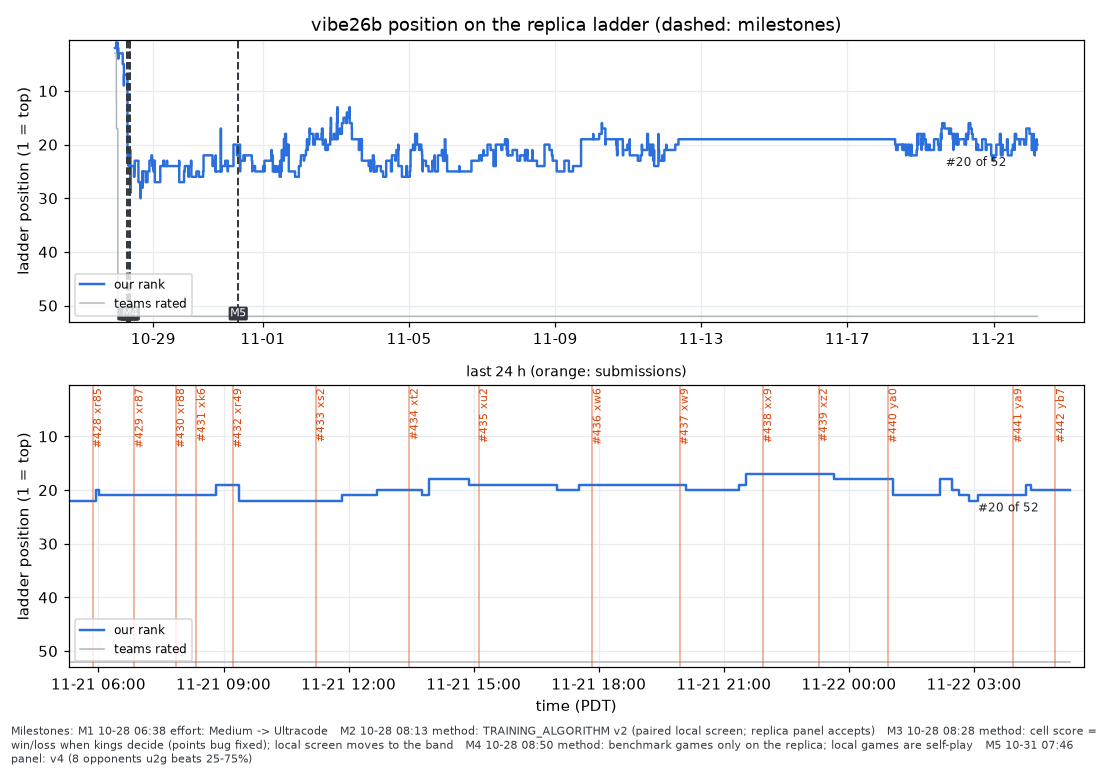 vibe26b position on the replica ladder (dashed: milestones)
ladder position (1 = top)
10
20
30
40
50
#20 of 52
our rank
teams rated
M4
M5
10-29
11-01
11-05
11-09
11-13
11-17
11-21
last 24 h (orange: submissions)
ladder position (1 = top)
10
20
30
40
50
#428 xr85
#429 xr87
#430 xr88
#431 xk6
#432 xr49
#433 xs2
#434 xt2
#435 xu2
#436 xw6
#437 xw9
#438 xx9
#439 xz2
#440 ya0
#441 ya9
#442 yb7
#20 of 52
our rank
teams rated
11-21 06:00
11-21 09:00
11-21 12:00
11-21 15:00
11-21 18:00
11-21 21:00
11-22 00:00
11-22 03:00
time (PDT)
Milestones: M1 10-28 06:38 effort: Medium -> Ultracode M2 10-28 08:13 method: TRAINING_ALGORITHM v2 (paired local screen; replica panel accepts) M3 10-28 08:28 method: cell score =
win/loss when kings decide (points bug fixed); local screen moves to the band M4 10-28 08:50 method: benchmark games only on the replica; local games are self-play M5 10-31 07:46
panel: v4 (8 opponents u2g beats 25-75%)